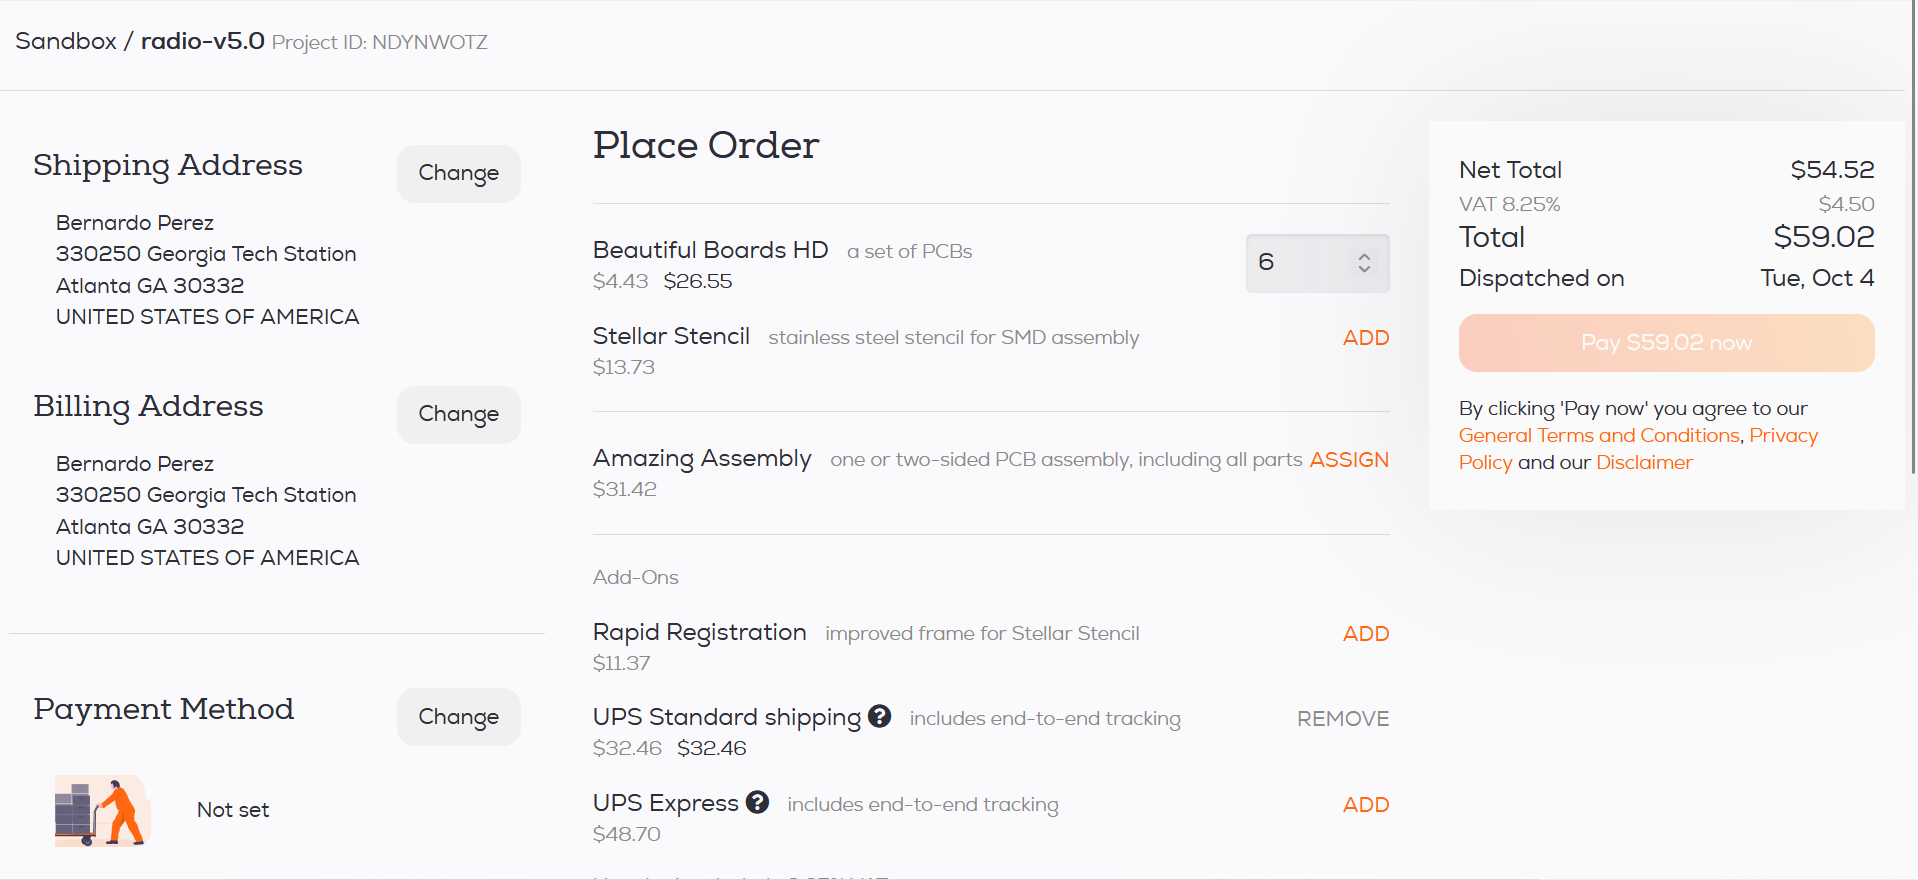 Sandbox / radio-v5.0 Project ID: NDYNWOTZ
Shipping Address
Change
Bernardo Perez
330250 Georgia Tech Station
Atlanta GA 30332
UNITED STATES OF AMERICA
Billing Address
Change
Bernardo Perez
330250 Georgia Tech Station
Atlanta GA 30332
UNITED STATES OF AMERICA
Payment Method
Change
Not set
Place Order
Beautiful Boards HD a set of PCBs
6
$4.43 $26.55
Stellar Stencil stainless steel stencil for SMD assembly ADD
$13.73
Amazing Assembly one or two-sided PCB assembly, including all parts ASSIGN
$31.42
Add-Ons
Rapid Registration improved frame for Stellar Stencil ADD
$11.37
UPS Standard shipping ? includes end-to-end tracking REMOVE
$32.46 $32.46
UPS Express ? includes end-to-end tracking ADD
$48.70
Net Total $54.52
VAT 8.25% $4.50
Total $59.02
Dispatched on Tue, Oct 4
Pay $59.02 now
By clicking 'Pay now' you agree to our
General Terms and Conditions, Privacy
Policy and our Disclaimer